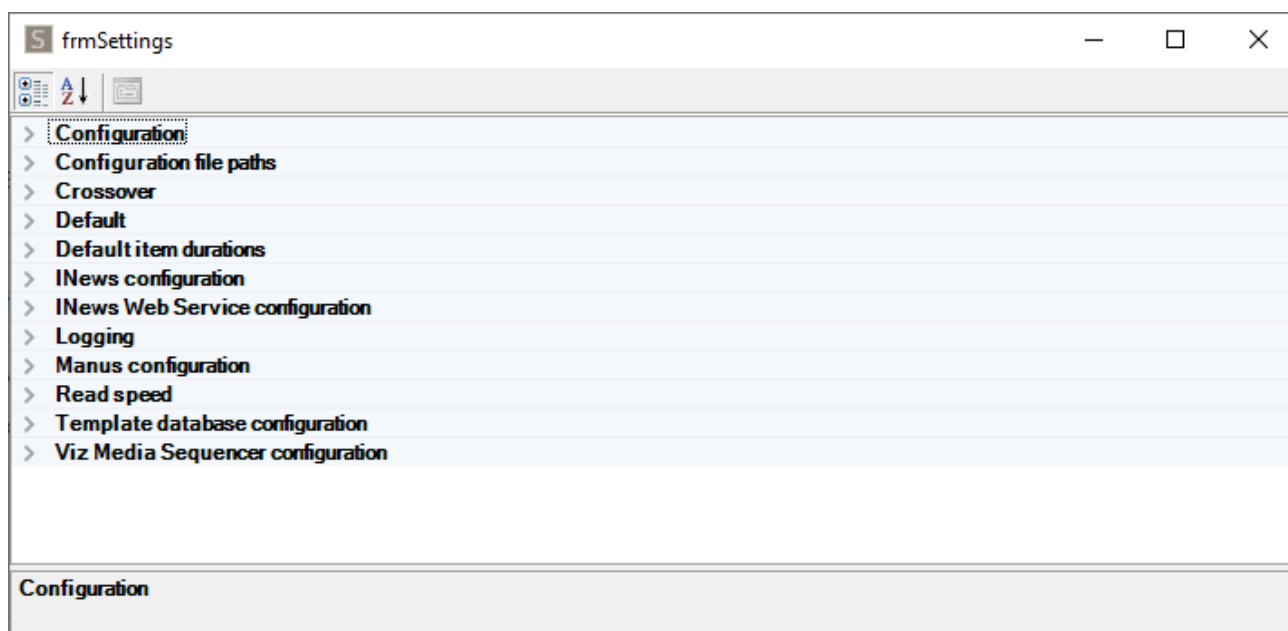 S frmSettings
A
Z
Configuration
Configuration file paths
Crossover
Default
Default item durations
INews configuration
INews Web Service configuration
Logging
Manus configuration
Read speed
Template database configuration
Viz Media Sequencer configuration
Configuration